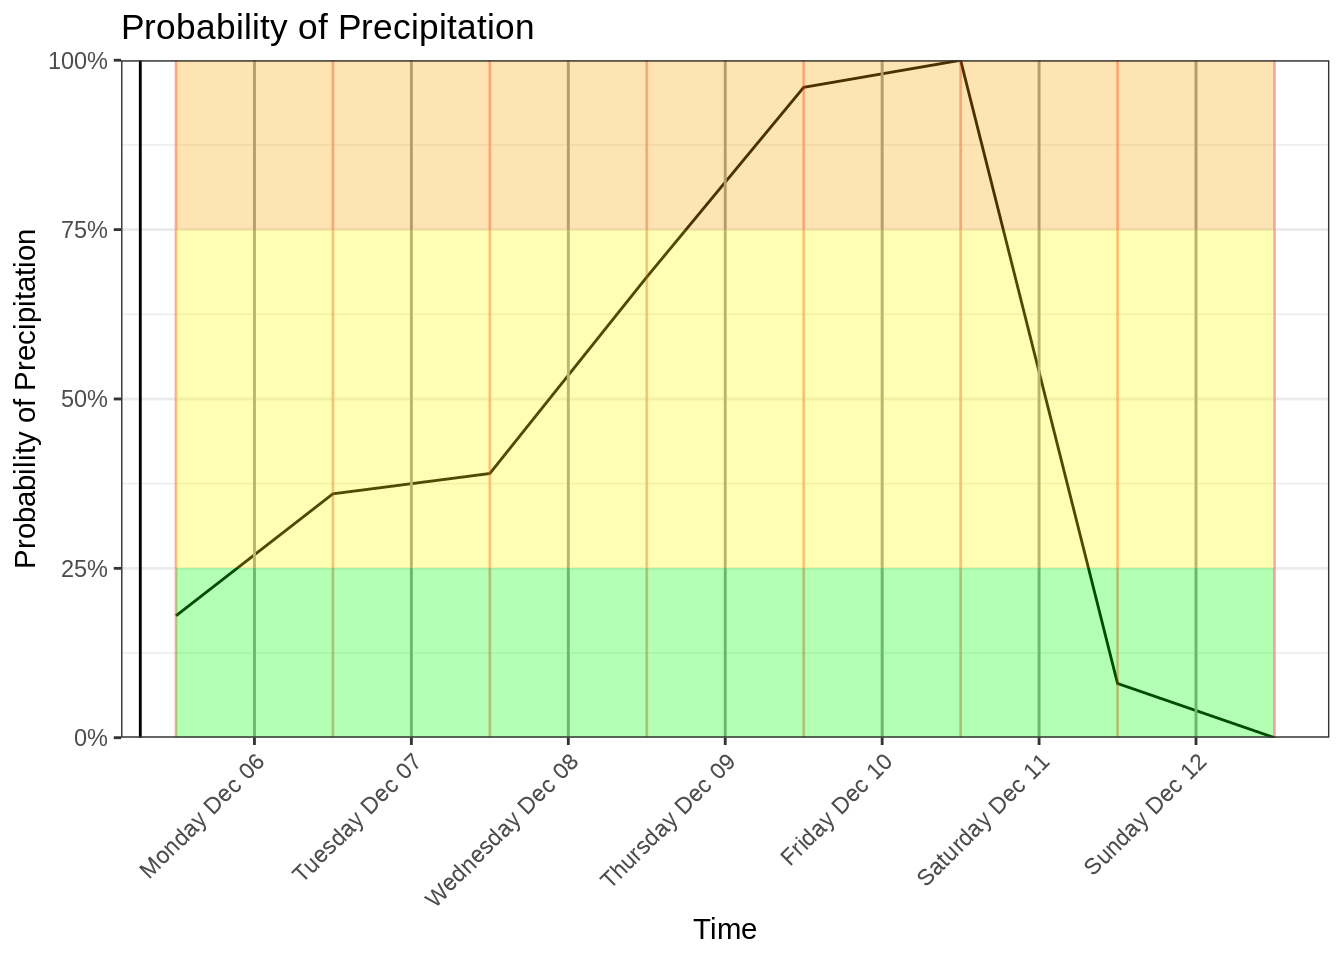 Probability of Precipitation
Probability of Precipitation
100%
75%
50%
25%
0%
Monday Dec 06
Tuesday Dec 07
Wednesday Dec 08
Thursday Dec 09
Friday Dec 10
Saturday Dec 11
Sunday Dec 12
Time